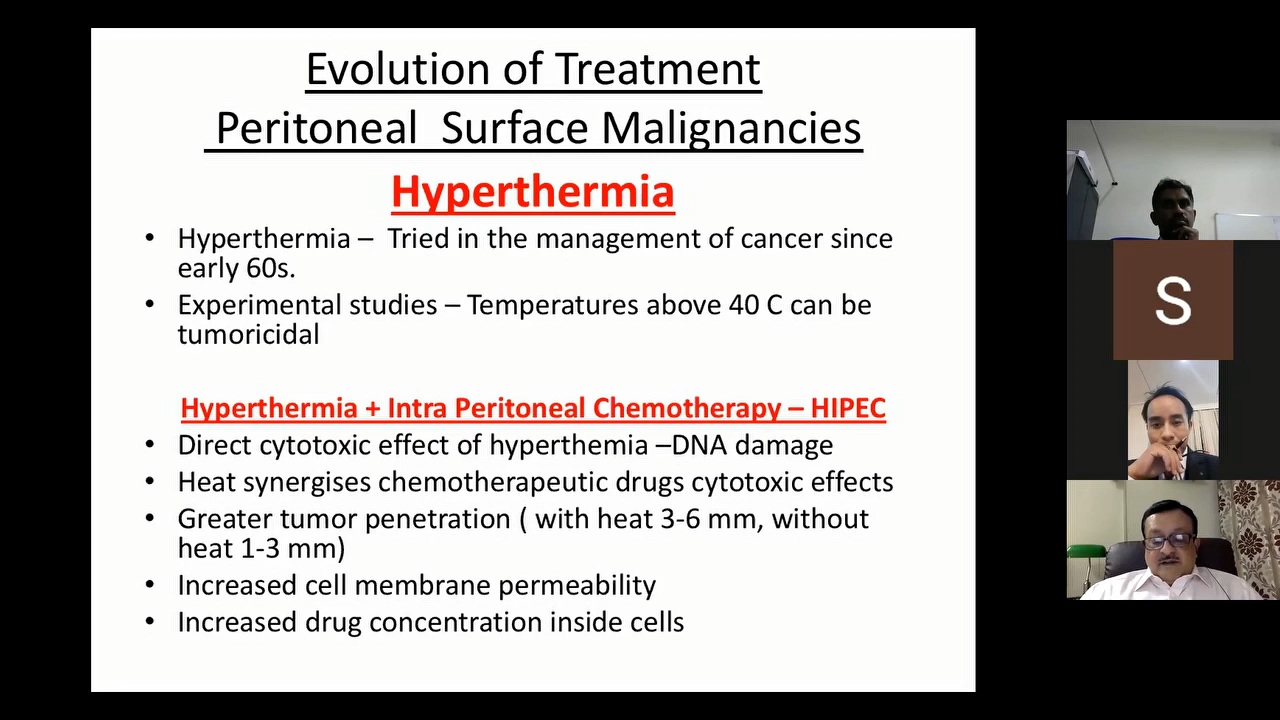 Evolution of Treatment
Peritoneal Surface Malignancies
Hyperthermia
• Hyperthermia – Tried in the management of cancer since
early 60s.
• Experimental studies – Temperatures above 40 C can be
tumoricidal
Hyperthermia + Intra Peritoneal Chemotherapy – HIPEC
• Direct cytotoxic effect of hyperthemia –DNA damage
• Heat synergises chemotherapeutic drugs cytotoxic effects
• Greater tumor penetration ( with heat 3-6 mm, without
heat 1-3 mm)
• Increased cell membrane permeability
• Increased drug concentration inside cells
S